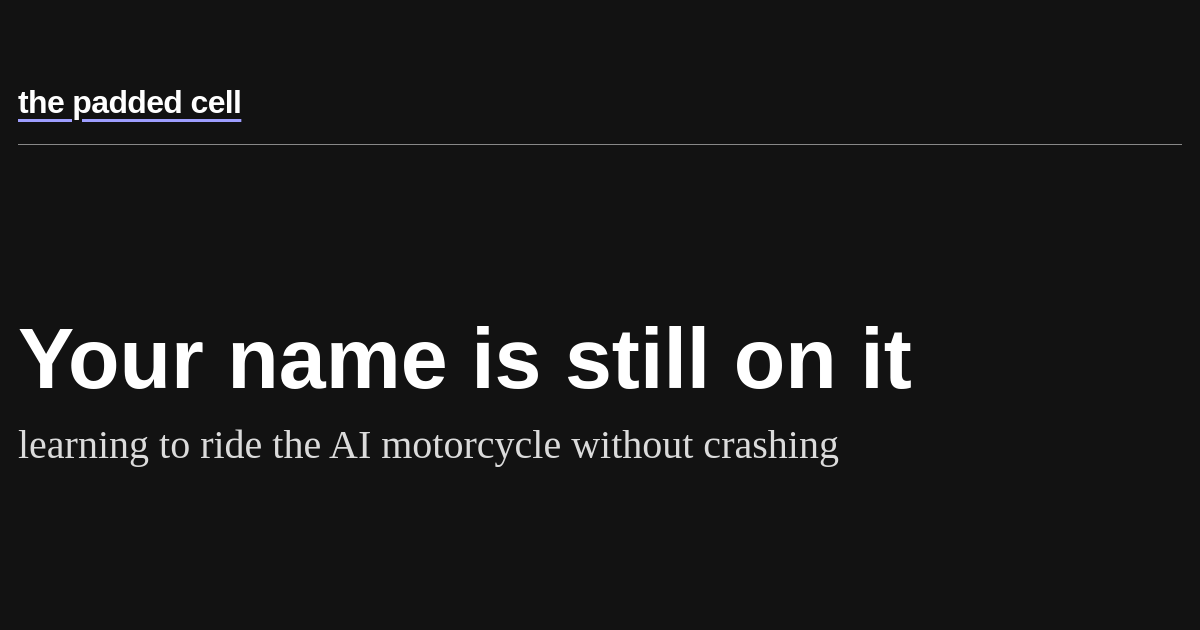 the padded cell
Your name is still on it
learning to ride the AI motorcycle without crashing